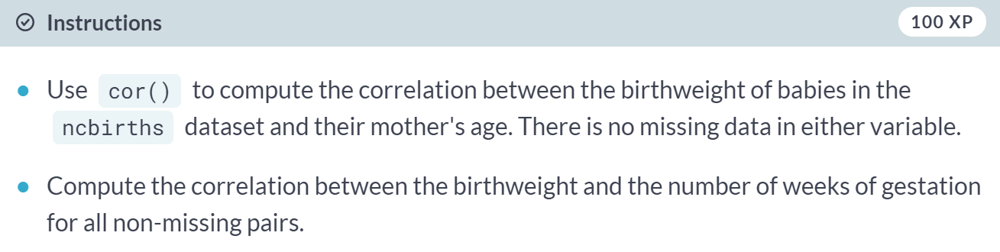 Instructions
100 XP
Use cor() to compute the correlation between the birthweight of babies in the
ncbirths dataset and their mother's age. There is no missing data in either variable.
Compute the correlation between the birthweight and the number of weeks of gestation
for all non-missing pairs.